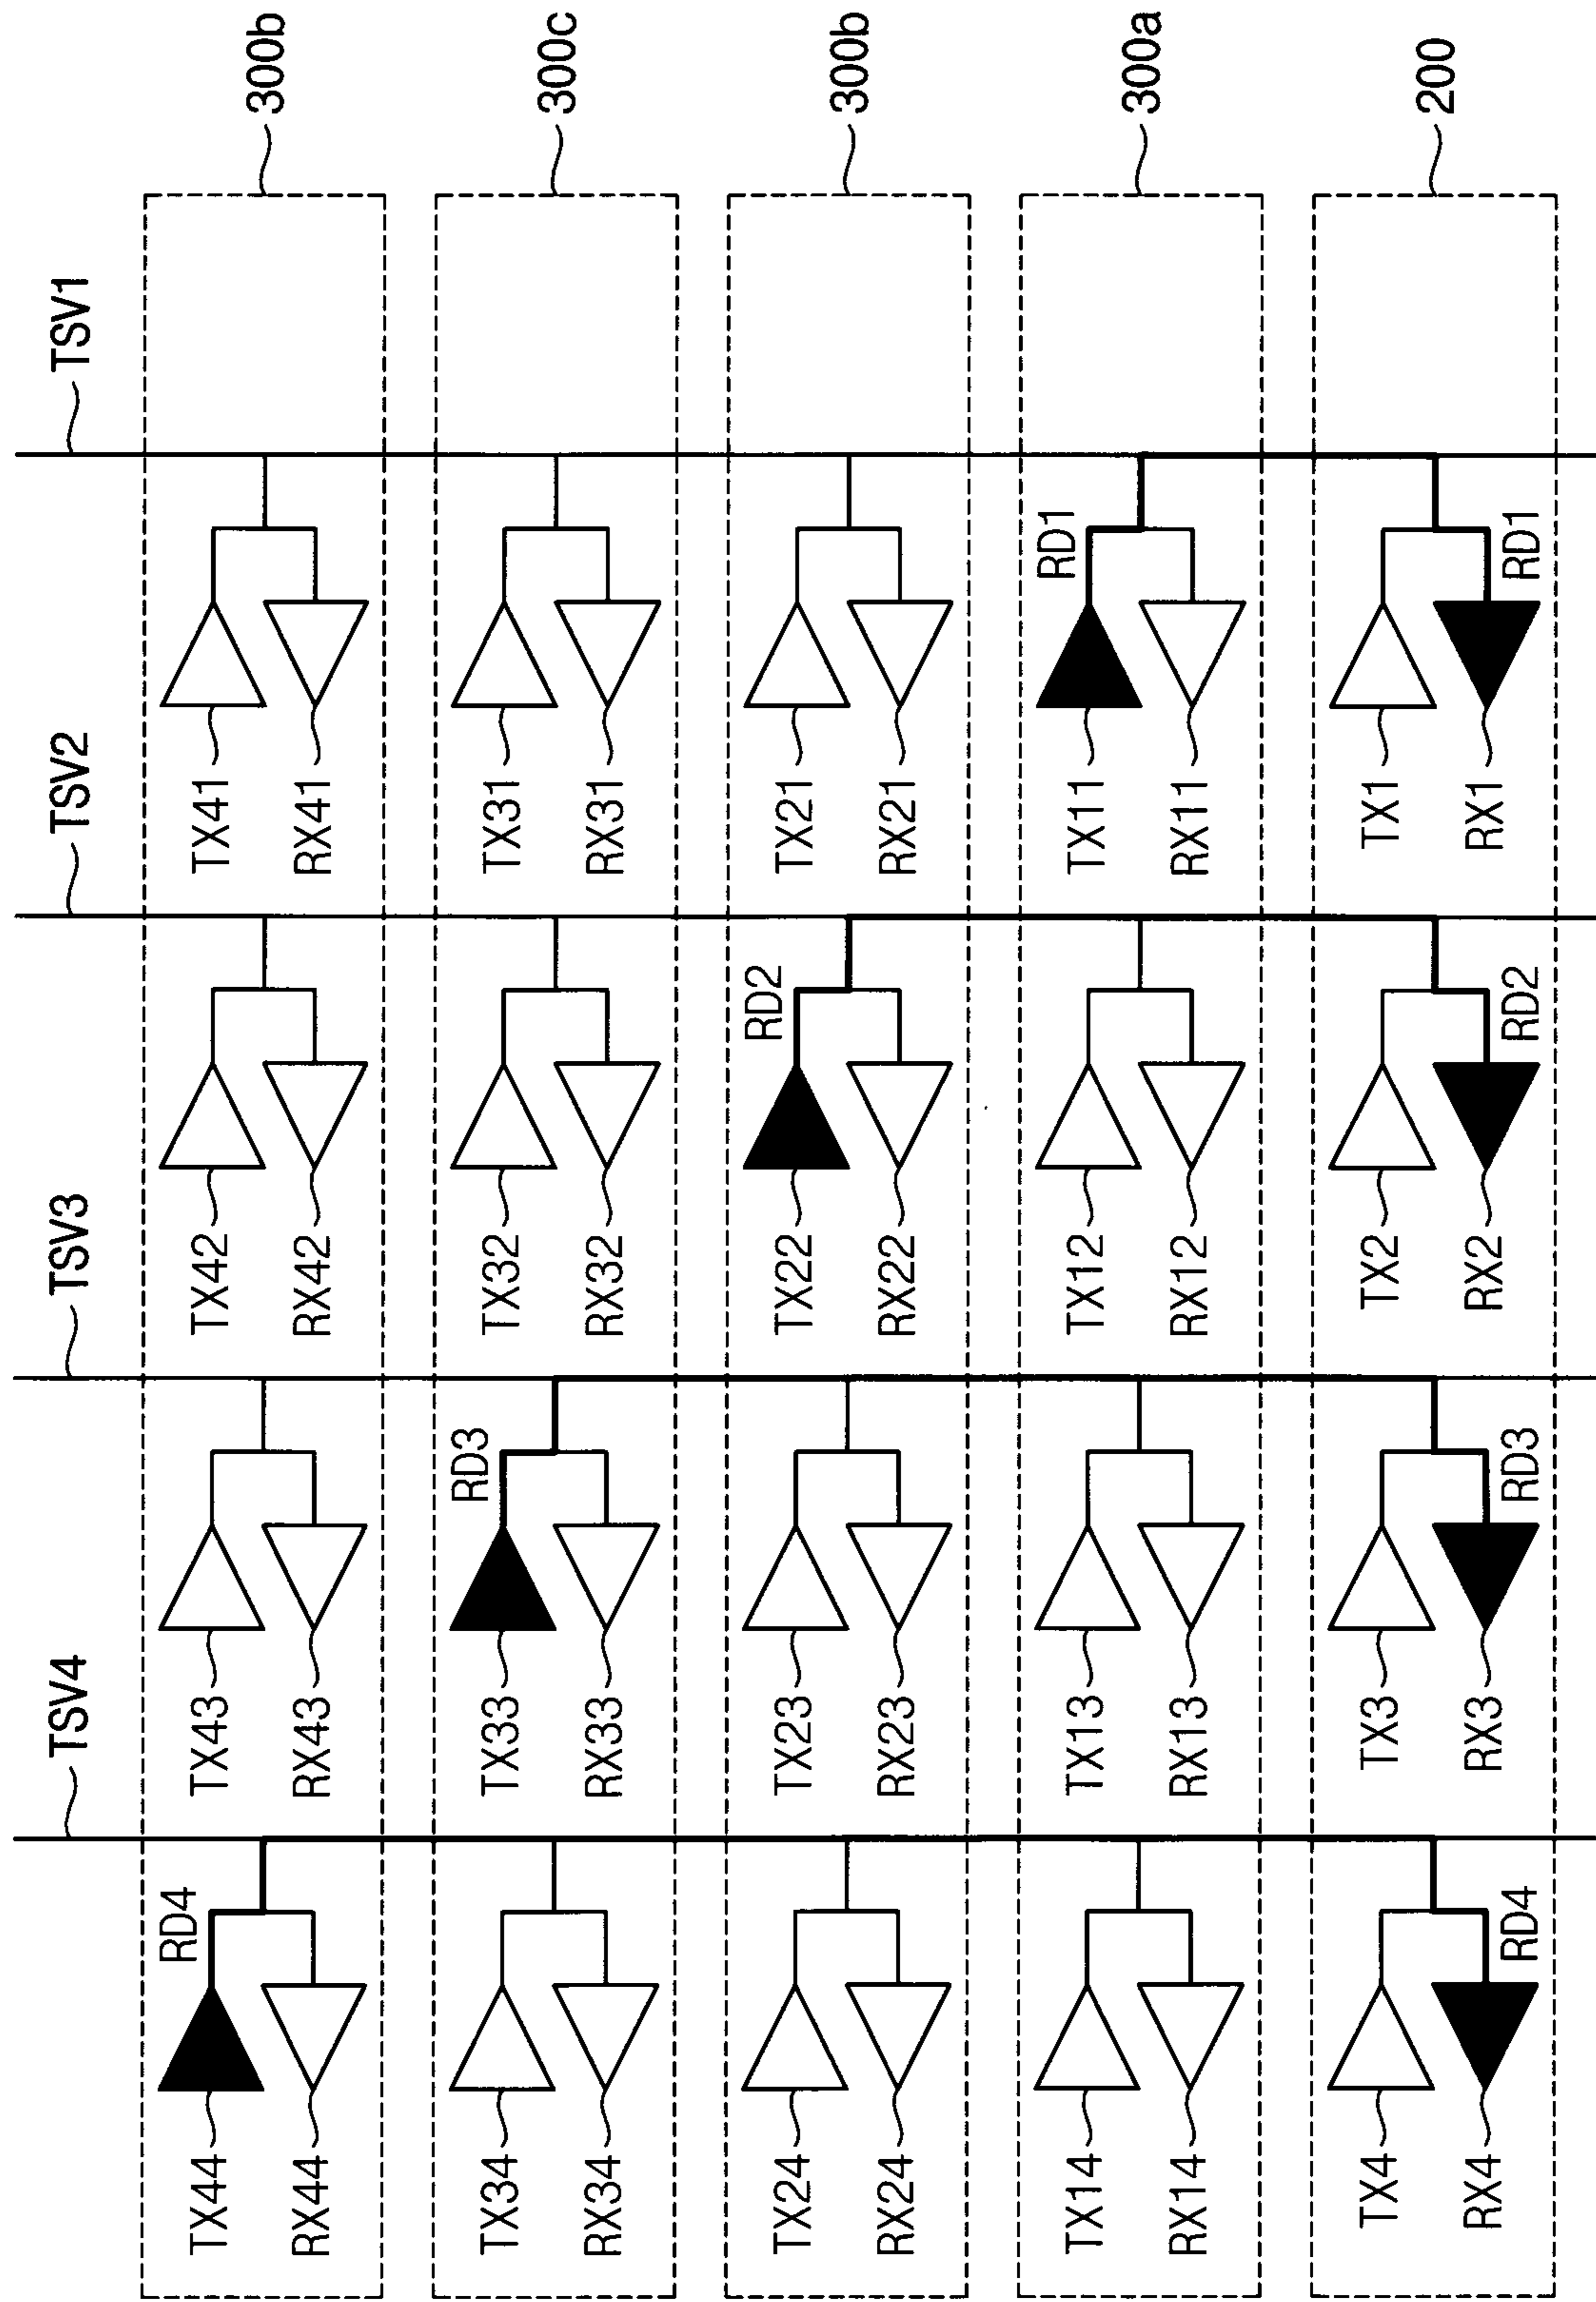 TSV4
TSV3
TSV2
TSV1
300b
RD4
TX44
TX43
TX42
TX41
RX44
RX43
RX42
RX41
300c
RD3
TX34
TX33
TX32
TX31
RX34
RX33
RX32
RX31
300b
RD2
TX24
TX23
TX22
TX21
RX24
RX23
RX22
RX21
300a
RD1
TX14
TX13
TX12
TX11
RX14
RX13
RX12
RX11
200
TX4
TX3
TX2
TX1
RX4
RX3
RX2
RX1
RD4
RD3
RD2
RD1